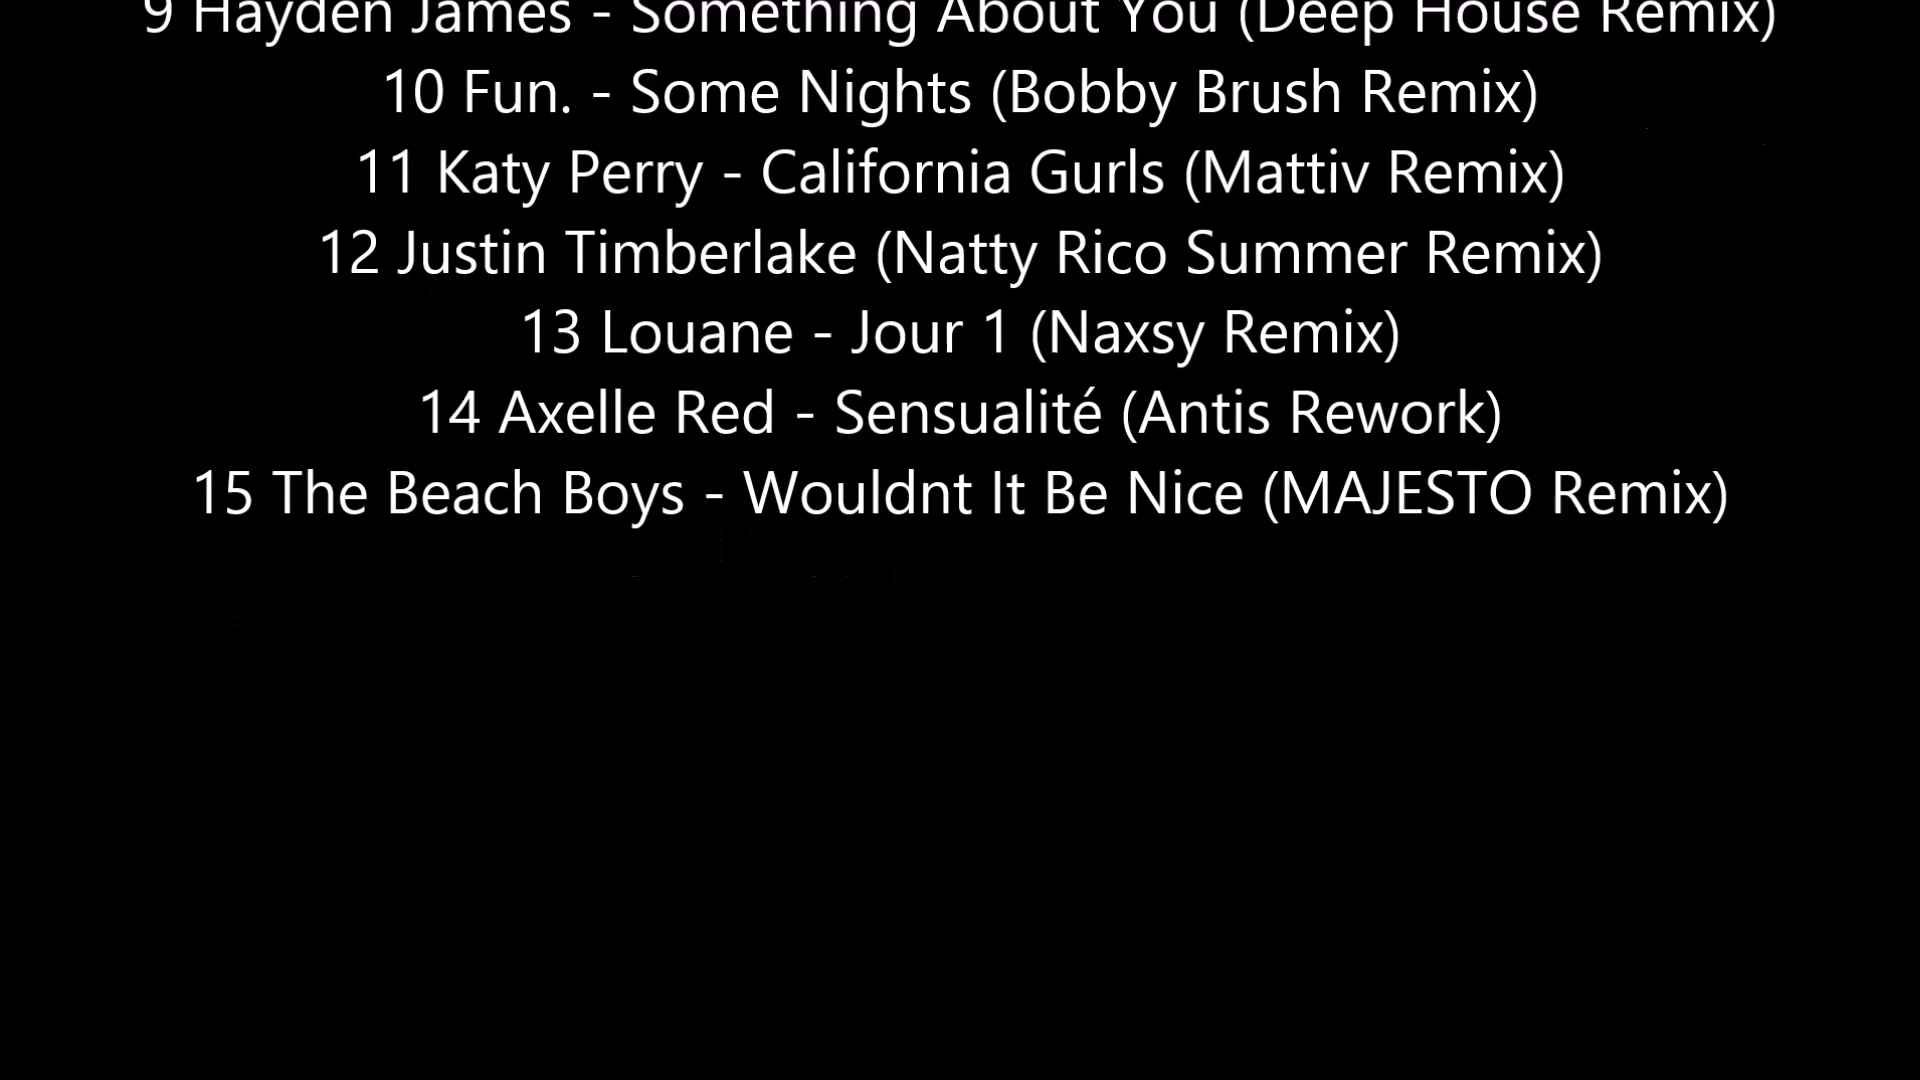 9 Hayden James - Something About You (Deep House Remix)
10 Fun. - Some Nights (Bobby Brush Remix)
11 Katy Perry - California Gurls (Mattiv Remix)
12 Justin Timberlake (Natty Rico Summer Remix)
13 Louane - Jour 1 (Naxsy Remix)
14 Axelle Red - Sensualité (Antis Rework)
15 The Beach Boys - Wouldnt It Be Nice (MAJESTO Remix)